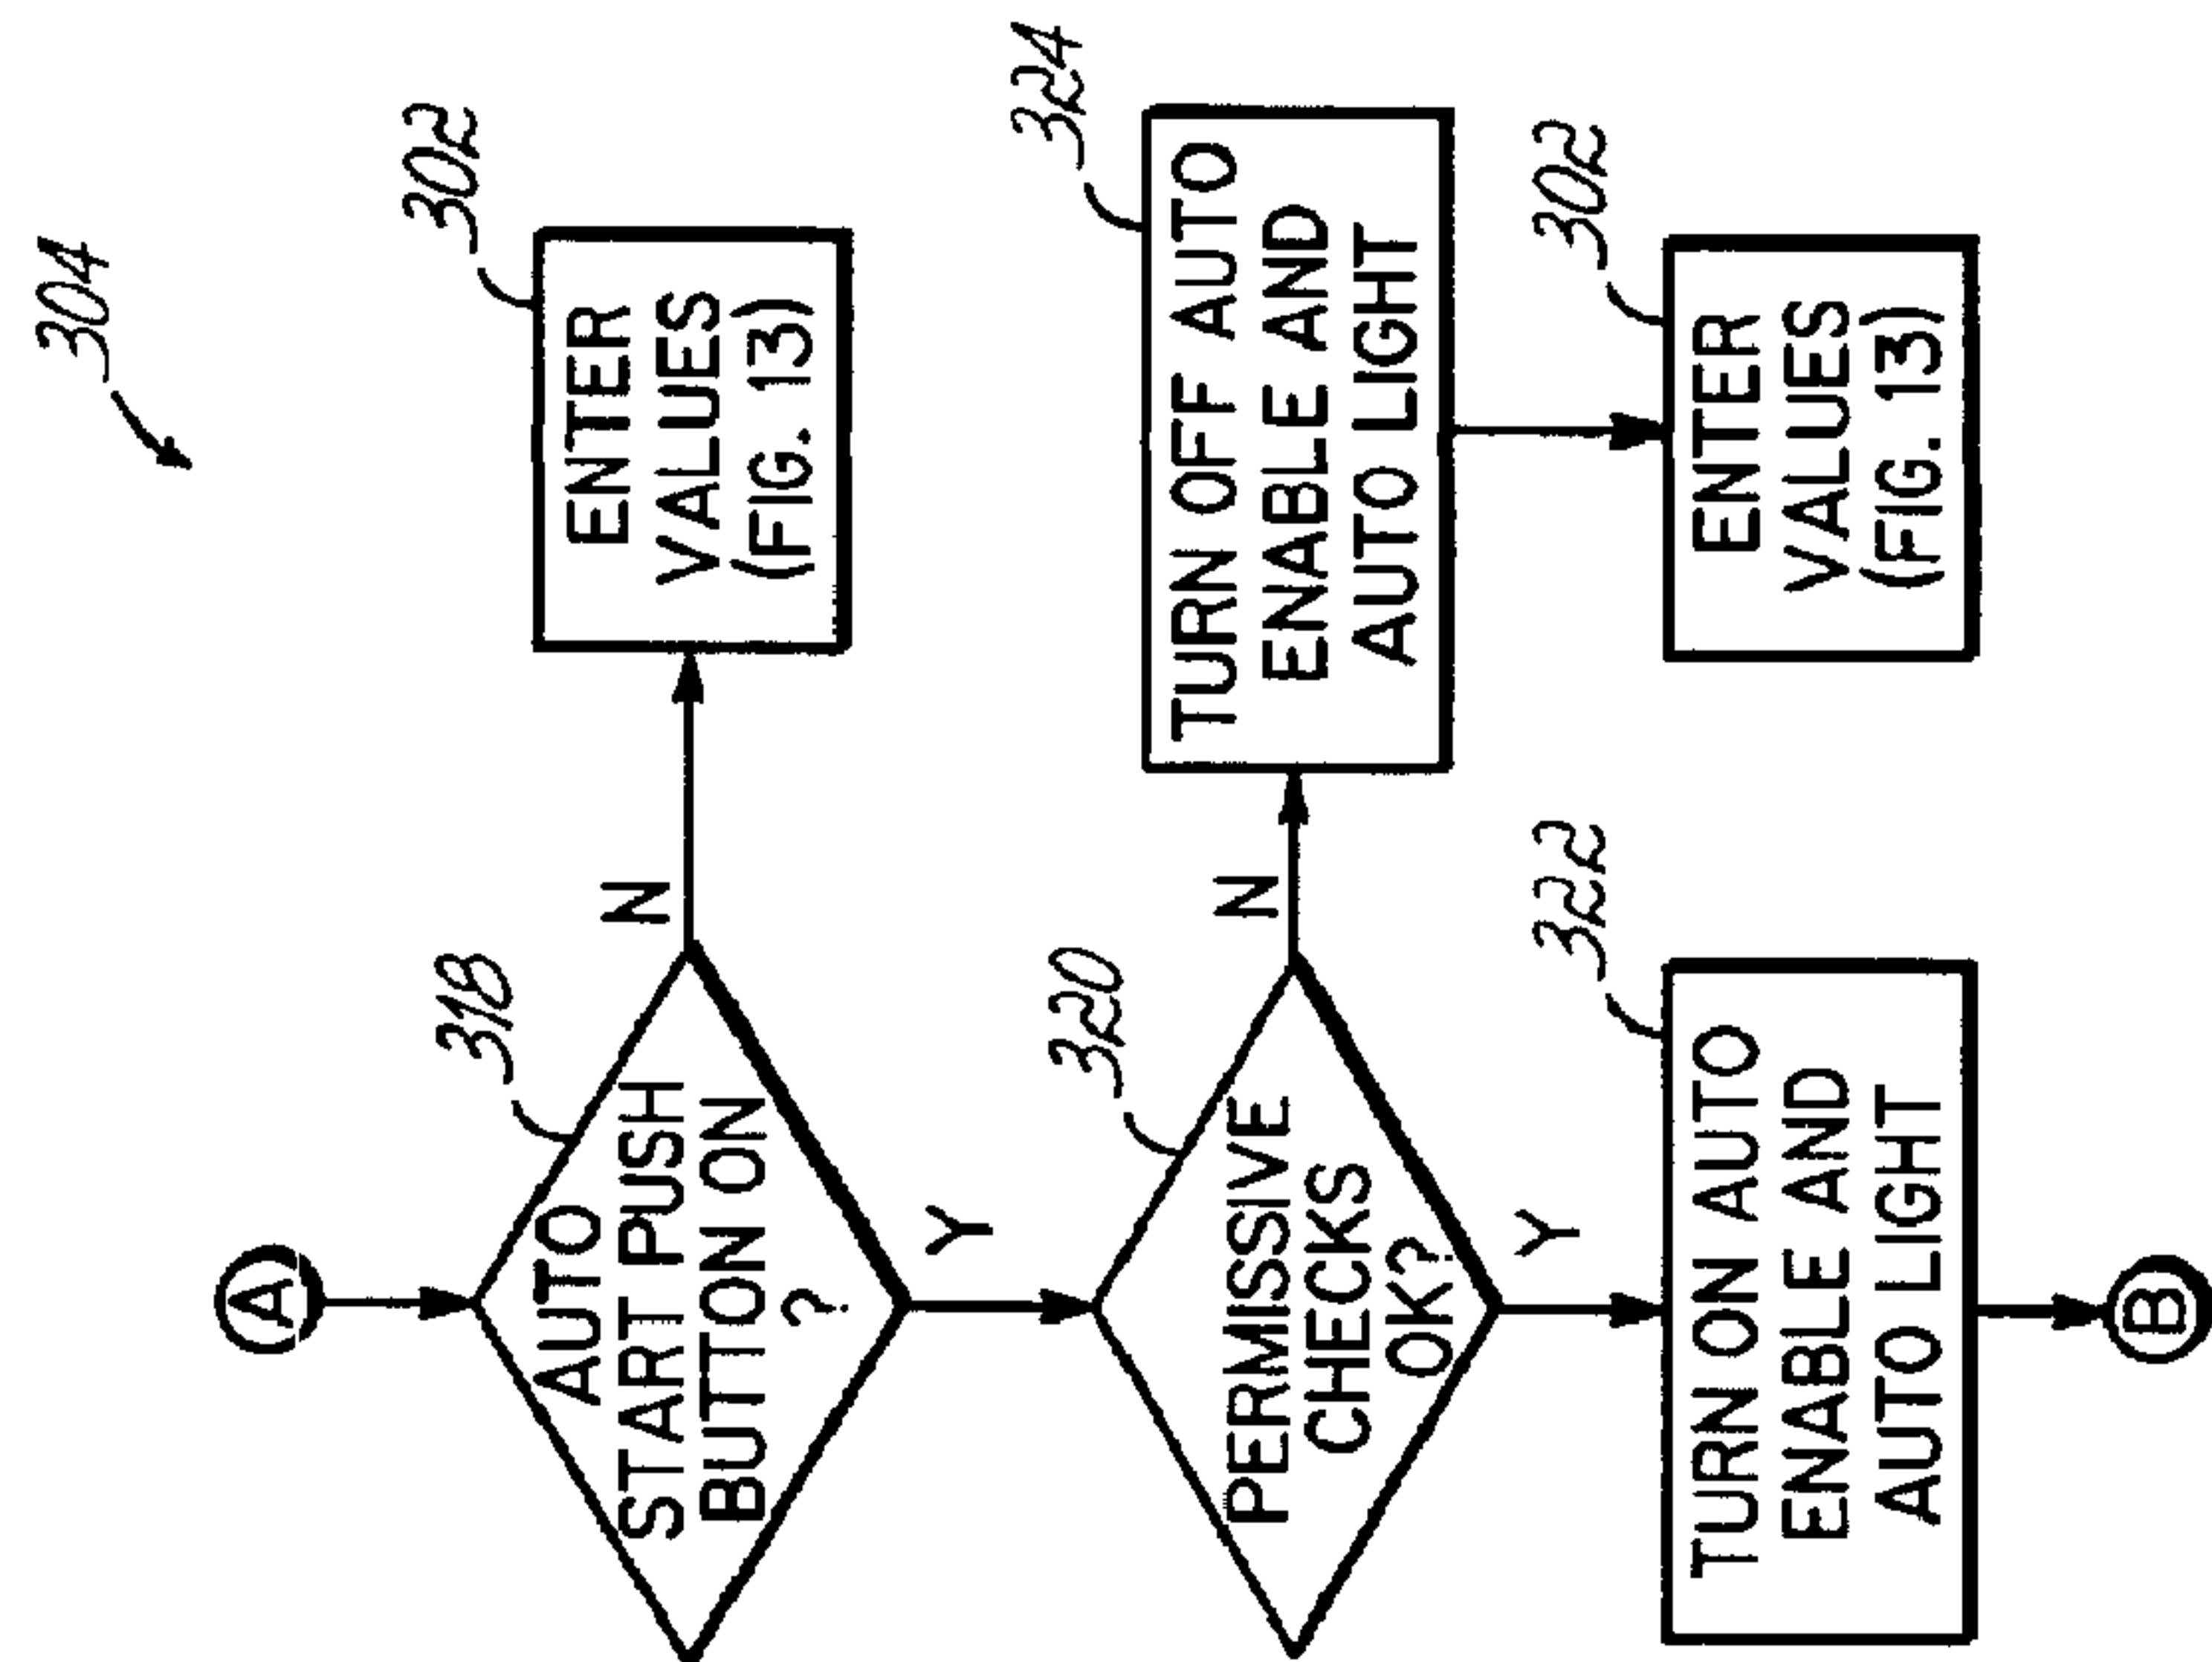 304
A
AUTO
START PUSH
BUTTON ON
?
318
N
ENTER
VALUES
(FIG. 13)
302
Y
PERMISSIVE
CHECKS
OK?
320
N
TURN OFF AUTO
ENABLE AND
AUTO LIGHT
324
Y
TURN ON AUTO
ENABLE AND
AUTO LIGHT
322
ENTER
VALUES
(FIG. 13)
302
B